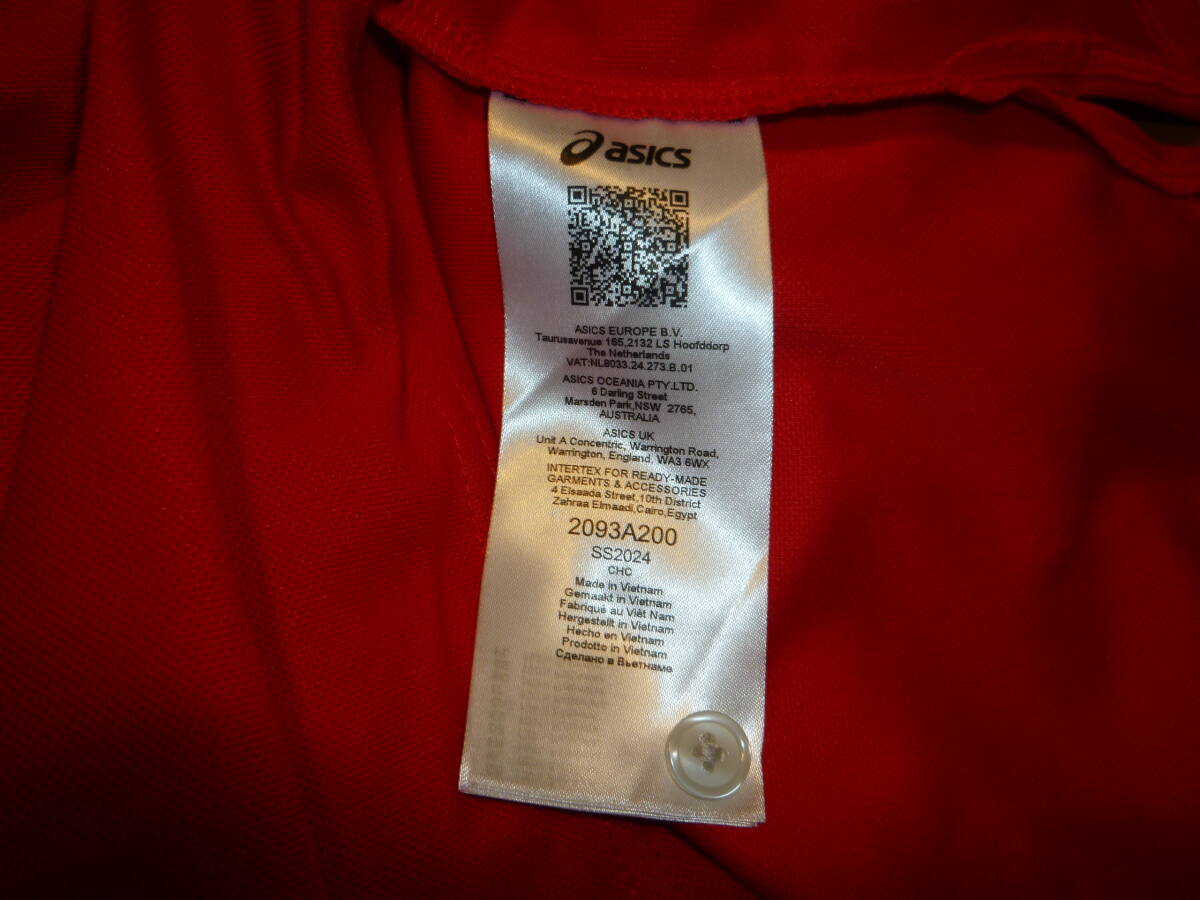 asics
ASICS EUROPE B.V.
Taurusavenue 165,2132 LS Hoofddorp
The Netherlands
VAT:NL8033.24.273.B.01
ASICS OCEANIA PTY.LTD.
6 Darling Street
Marsden Park,NSW 2765,
AUSTRALIA
ASICS UK
Unit A Concentric, Warrington Road,
Warrington, England, WA3 6WX
INTERTEX FOR READY-MADE
GARMENTS & ACCESSORIES
4 Elsaada Street,10th District
Zahraa Elmaadi,Cairo,Egypt
2093A200
SS2024
CHC
Made in Vietnam
Gemaakt in Vietnam
Fabriqué au Viêt Nam
Hergestellt in Vietnam
Hecho en Vietnam
Prodotto in Vietnam
Сделано в Вьетнаме